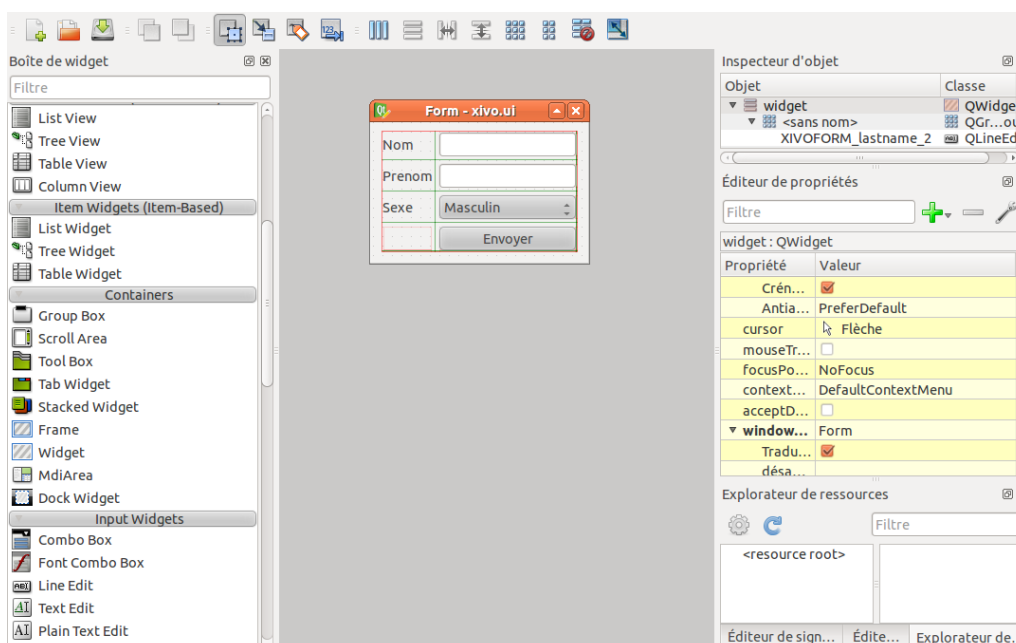 Boîte de widget
Filtre
List View
Tree View
Table View
Column View
Item Widgets (Item-Based)
List Widget
Tree Widget
Table Widget
Containers
Group Box
Scroll Area
Tool Box
Tab Widget
Stacked Widget
Frame
Widget
MdiArea
Dock Widget
Input Widgets
Combo Box
Font Combo Box
Line Edit
Text Edit
Plain Text Edit
Form - xivo.ui
Nom
Prenom
Sexe Masculin
Envoyer
Inspecteur d'objet
Objet Classe
widget QWidge
<sans nom> QGr...ou
XIVOFORM_lastname_2 QLineEd
Éditeur de propriétés
Filtre
widget : QWidget
Propriété Valeur
Crén...
Antia... PreferDefault
cursor Flèche
mouseTr...
focusPo... NoFocus
context... DefaultContextMenu
acceptD...
window... Form
Tradu...
désa...
Explorateur de ressources
Filtre
<resource root>
Éditeur de sign... Édite... Explorateur de...